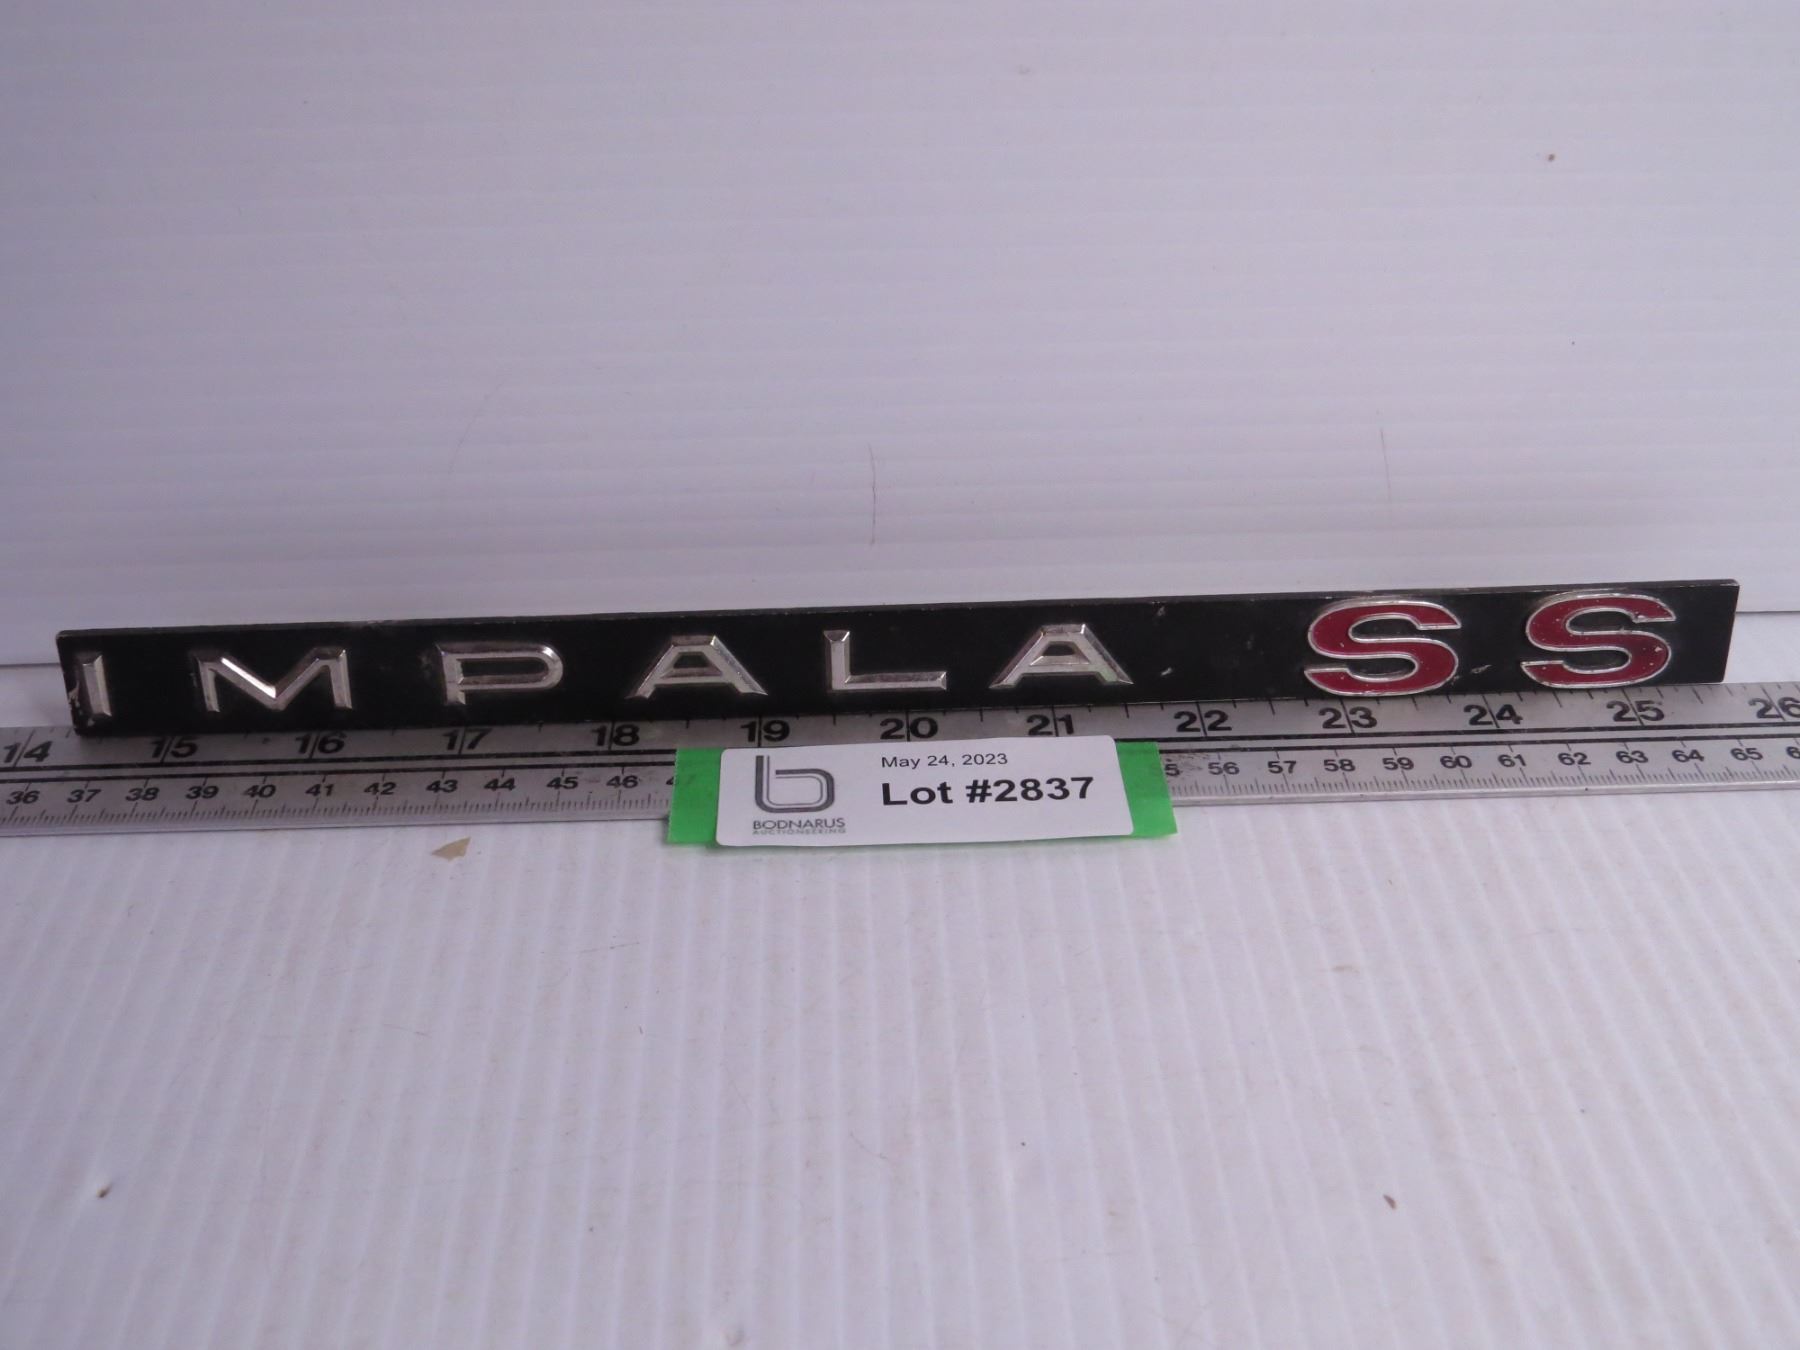 IMPALA SS
14 15 16 17 18 19 20 21 22 23 24 25 26
36 37 38 39 40 41 42 43 44 45 46 56 57 58 59 60 61 62 63 64 65
May 24, 2023
Lot #2837
BODNARUS
AUCTIONEERING